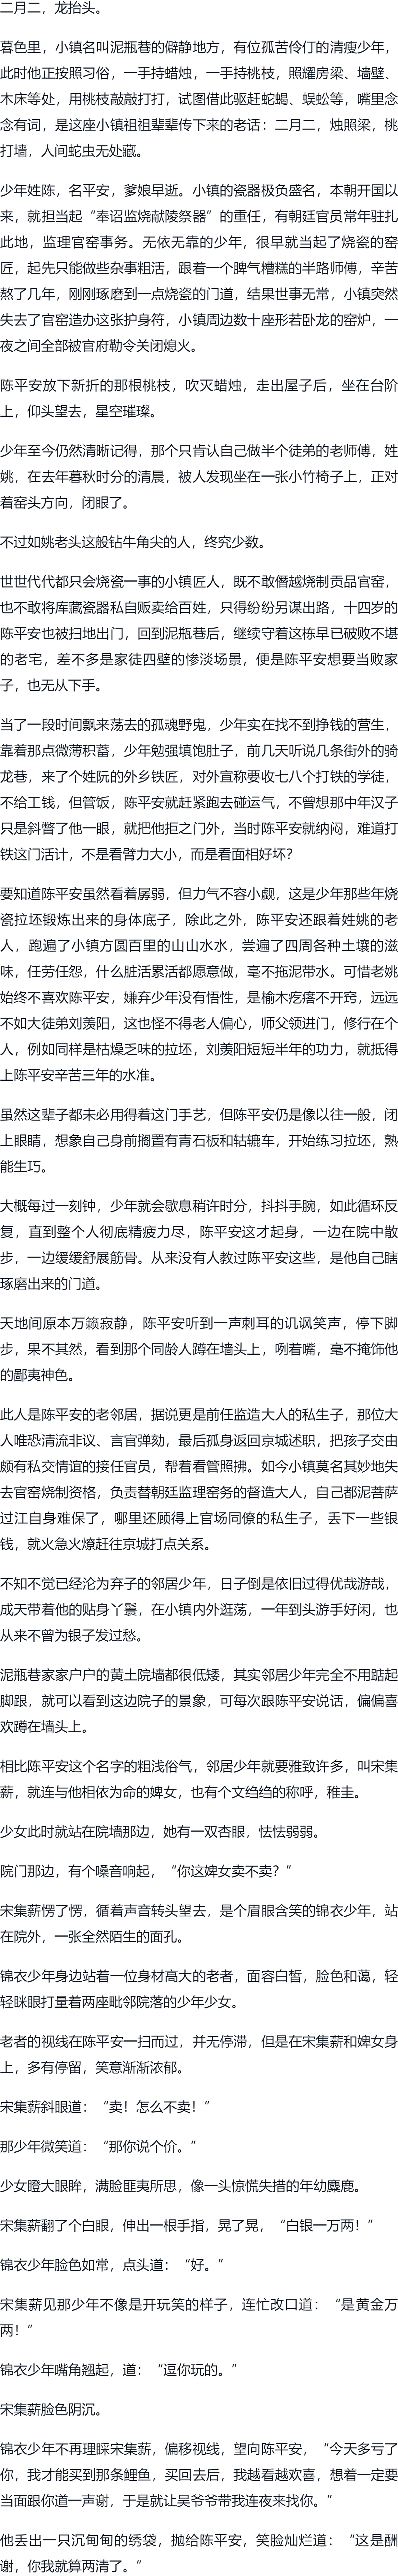 二月二，龙抬头。
暮色里，小镇名叫泥瓶巷的僻静地方，有位孤苦伶仃的清瘦少年，
此时他正按照习俗，一手持蜡烛，一手持桃枝，照耀房梁、墙壁、
木床等处，用桃枝敲敲打打，试图借此驱赶蛇蝎、蜈蚣等，嘴里念
念有词，是这座小镇祖祖辈辈传下来的老话：二月二，烛照梁，桃
打墙，人间蛇虫无处藏。
少年姓陈，名平安，爹娘早逝。小镇的瓷器极负盛名，本朝开国以
来，就担当起“奉诏监烧献陵祭器”的重任，有朝廷官员常年驻扎
此地，监理官窑事务。无依无靠的少年，很早就当起了烧瓷的窑
匠，起先只能做些杂事粗活，跟着一个脾气糟糕的半路师傅，辛苦
熬了几年，刚刚琢磨到一点烧瓷的门道，结果世事无常，小镇突然
失去了官窑造办这张护身符，小镇周边数十座形若卧龙的窑炉，一
夜之间全部被官府勒令关闭熄火。
陈平安放下新折的那根桃枝，吹灭蜡烛，走出屋子后，坐在台阶
上，仰头望去，星空璀璨。
少年至今仍然清晰记得，那个只肯认自己做半个徒弟的老师傅，姓
姚，在去年暮秋时分的清晨，被人发现坐在一张小竹椅子上，正对
着窑头方向，闭眼了。
不过如姚老头这般钻牛角尖的人，终究少数。
世世代代都只会烧瓷一事的小镇匠人，既不敢僭越烧制贡品官窑，
也不敢将库藏瓷器私自贩卖给百姓，只得纷纷另谋出路，十四岁的
陈平安也被扫地出门，回到泥瓶巷后，继续守着这栋早已破败不堪
的老宅，差不多是家徒四壁的惨淡场景，便是陈平安想要当败家
子，也无从下手。
当了一段时间飘来荡去的孤魂野鬼，少年实在找不到挣钱的营生，
靠着那点微薄积蓄，少年勉强填饱肚子，前几天听说几条街外的骑
龙巷，来了个姓阮的外乡铁匠，对外宣称要收七八个打铁的学徒，
不给工钱，但管饭，陈平安就赶紧跑去碰运气，不曾想那中年汉子
只是斜瞥了他一眼，就把他拒之门外，当时陈平安就纳闷，难道打
铁这门活计，不是看臂力大小，而是看面相好坏？
要知道陈平安虽然看着孱弱，但力气不容小觑，这是少年那些年烧
瓷拉坯锻炼出来的身体底子，除此之外，陈平安还跟着姓姚的老
人，跑遍了小镇方圆百里的山山水水，尝遍了四周各种土壤的滋
味，任劳任怨，什么脏活累活都愿意做，毫不拖泥带水。可惜老姚
始终不喜欢陈平安，嫌弃少年没有悟性，是榆木疙瘩不开窍，远远
不如大徒弟刘羡阳，这也怪不得老人偏心，师父领进门，修行在个
人，例如同样是枯燥乏味的拉坯，刘羡阳短短半年的功力，就抵得
上陈平安辛苦三年的水准。
虽然这辈子都未必用得着这门手艺，但陈平安仍是像以往一般，闭
上眼睛，想象自己身前搁置有青石板和轱辘车，开始练习拉坯，熟
能生巧。
大概每过一刻钟，少年就会歇息稍许时分，抖抖手腕，如此循环反
复，直到整个人彻底精疲力尽，陈平安这才起身，一边在院中散
步，一边缓缓舒展筋骨。从来没有人教过陈平安这些，是他自己瞎
琢磨出来的门道。
天地间原本万籁寂静，陈平安听到一声刺耳的讥讽笑声，停下脚
步，果不其然，看到那个同龄人蹲在墙头上，咧着嘴，毫不掩饰他
的鄙夷神色。
此人是陈平安的老邻居，据说更是前任监造大人的私生子，那位大
人唯恐清流非议、言官弹劾，最后孤身返回京城述职，把孩子交由
颇有私交情谊的接任官员，帮着看管照拂。如今小镇莫名其妙地失
去官窑烧制资格，负责替朝廷监理窑务的督造大人，自己都泥菩萨
过江自身难保了，哪里还顾得上官场同僚的私生子，丢下一些银
钱，就火急火燎赶往京城打点关系。
不知不觉已经沦为弃子的邻居少年，日子倒是依旧过得优哉游哉，
成天带着他的贴身丫鬟，在小镇内外逛荡，一年到头游手好闲，也
从来不曾为银子发过愁。
泥瓶巷家家户户的黄土院墙都很低矮，其实邻居少年完全不用踮起
脚跟，就可以看到这边院子的景象，可每次跟陈平安说话，偏偏喜
欢蹲在墙头上。
相比陈平安这个名字的粗浅俗气，邻居少年就要雅致许多，叫宋集
薪，就连与他相依为命的婢女，也有个文绉绉的称呼，稚圭。
少女此时就站在院墙那边，她有一双杏眼，怯怯弱弱。
院门那边，有个嗓音响起，“你这婢女卖不卖？”
宋集薪愣了愣，循着声音转头望去，是个眉眼含笑的锦衣少年，站
在院外，一张全然陌生的面孔。
锦衣少年身边站着一位身材高大的老者，面容白皙，脸色和蔼，轻
轻眯眼打量着两座毗邻院落的少年少女。
老者的视线在陈平安一扫而过，并无停滞，但是在宋集薪和婢女身
上，多有停留，笑意渐渐浓郁。
宋集薪斜眼道：“卖！怎么不卖！”
那少年微笑道：“那你说个价。”
少女瞪大眼眸，满脸匪夷所思，像一头惊慌失措的年幼麋鹿。
宋集薪翻了个白眼，伸出一根手指，晃了晃，“白银一万两！”
锦衣少年脸色如常，点头道：“好。”
宋集薪见那少年不像是开玩笑的样子，连忙改口道：“是黄金万
两！”
锦衣少年嘴角翘起，道：“逗你玩的。”
宋集薪脸色阴沉。
锦衣少年不再理睬宋集薪，偏移视线，望向陈平安，“今天多亏了
你，我才能买到那条鲤鱼，买回去后，我越看越欢喜，想着一定要
当面跟你道一声谢，于是就让吴爷爷带我连夜来找你。”
他丢出一只沉甸甸的绣袋，抛给陈平安，笑脸灿烂道：“这是酬
谢，你我就算两清了。”